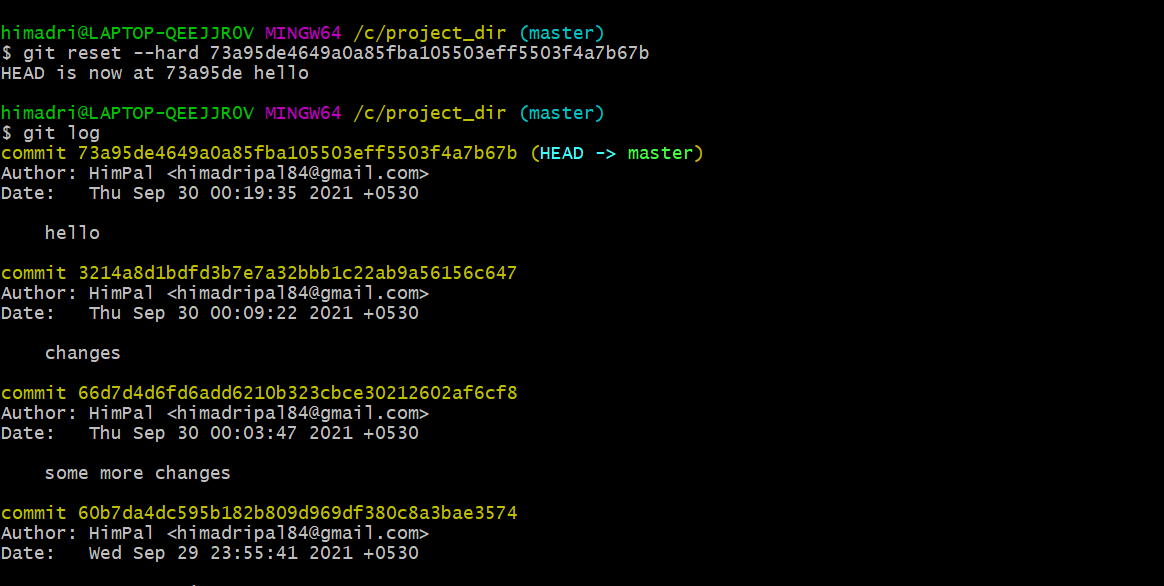 himadri@LAPTOP-QEEJJR0V MINGW64 /c/project_dir (master)
$ git reset --hard 73a95de4649a0a85fba105503eff5503f4a7b67b
HEAD is now at 73a95de hello
himadri@LAPTOP-QEEJJR0V MINGW64 /c/project_dir (master)
$ git log
commit 73a95de4649a0a85fba105503eff5503f4a7b67b (HEAD -> master)
Author: HimPal <himadripal84@gmail.com>
Date:   Thu Sep 30 00:19:35 2021 +0530
    hello
commit 3214a8d1bdfd3b7e7a32bbb1c22ab9a56156c647
Author: HimPal <himadripal84@gmail.com>
Date:   Thu Sep 30 00:09:22 2021 +0530
    changes
commit 66d7d4d6fd6add6210b323cbce30212602af6cf8
Author: HimPal <himadripal84@gmail.com>
Date:   Thu Sep 30 00:03:47 2021 +0530
    some more changes
commit 60b7da4dc595b182b809d969df380c8a3bae3574
Author: HimPal <himadripal84@gmail.com>
Date:   Wed Sep 29 23:55:41 2021 +0530